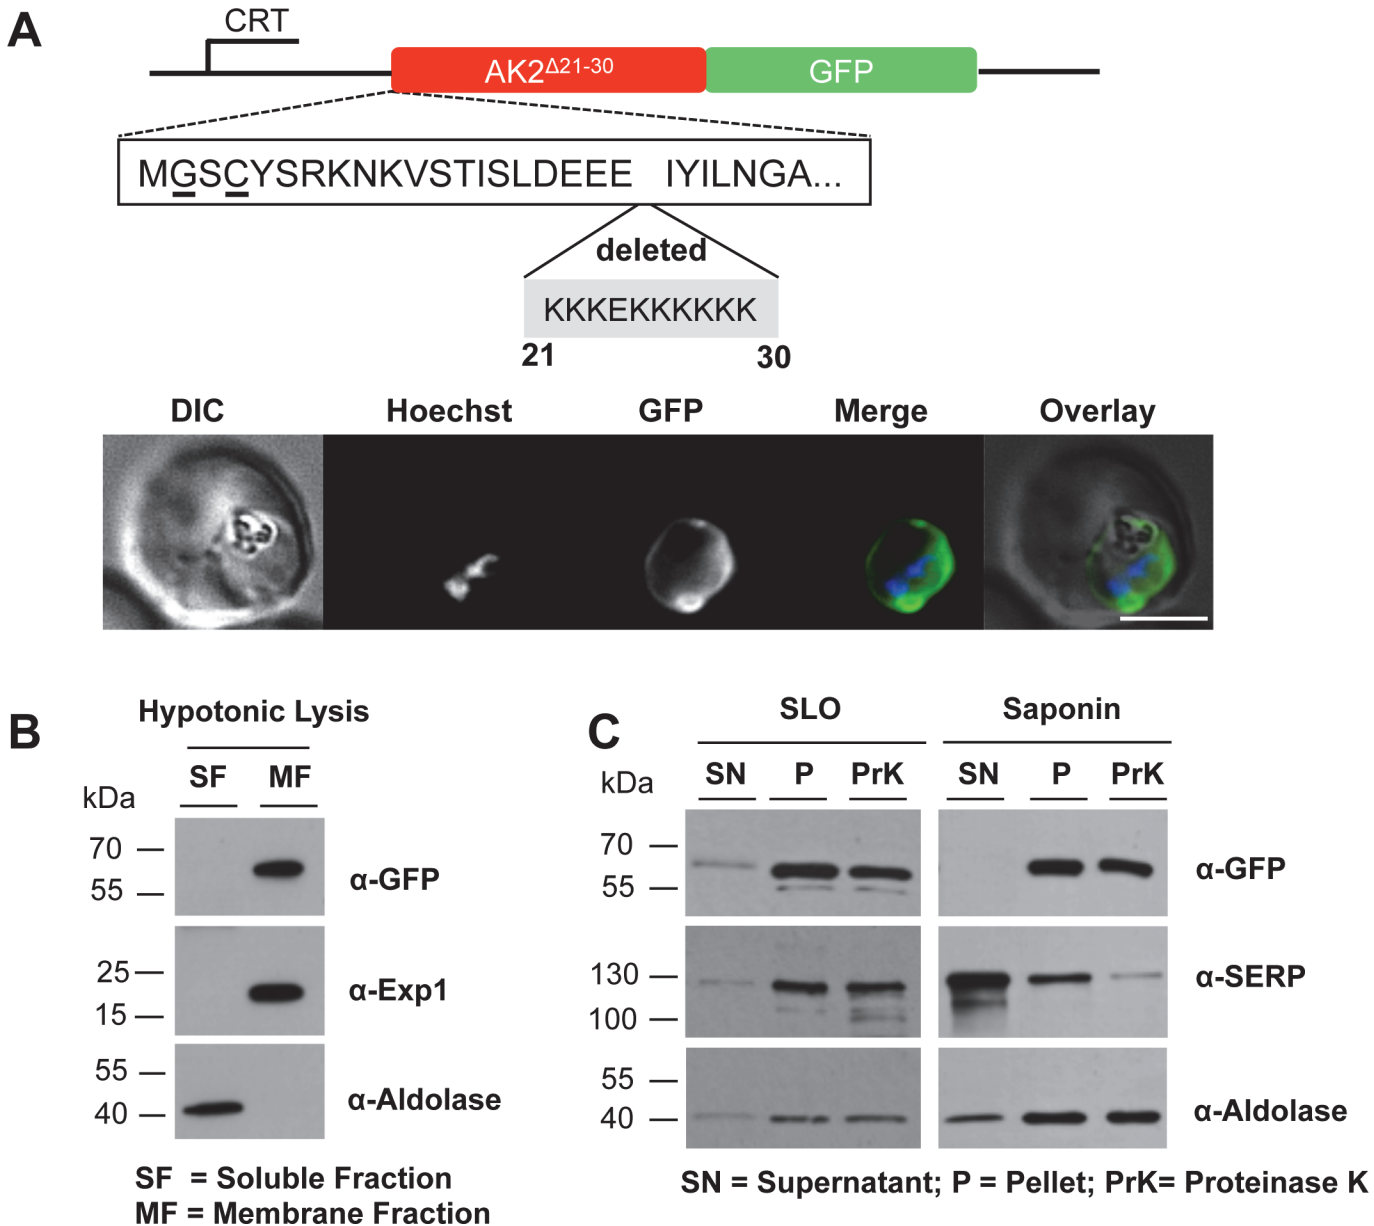 A
CRT
AK2Δ21-30 GFP
MGSCYSRKNKVSTISLDEEE IYILNGA...
deleted
KKKEKKKKKK
21 30
DIC Hoechst GFP Merge Overlay
B
Hypotonic Lysis
SF MF
kDa
70
55
α-GFP
25
15
α-Exp1
55
40
α-Aldolase
SF = Soluble Fraction
MF = Membrane Fraction
C
SLO Saponin
SN P PrK SN P PrK
kDa
70
55
α-GFP
130
100
α-SERP
55
40
α-Aldolase
SN = Supernatant; P = Pellet; PrK= Proteinase K